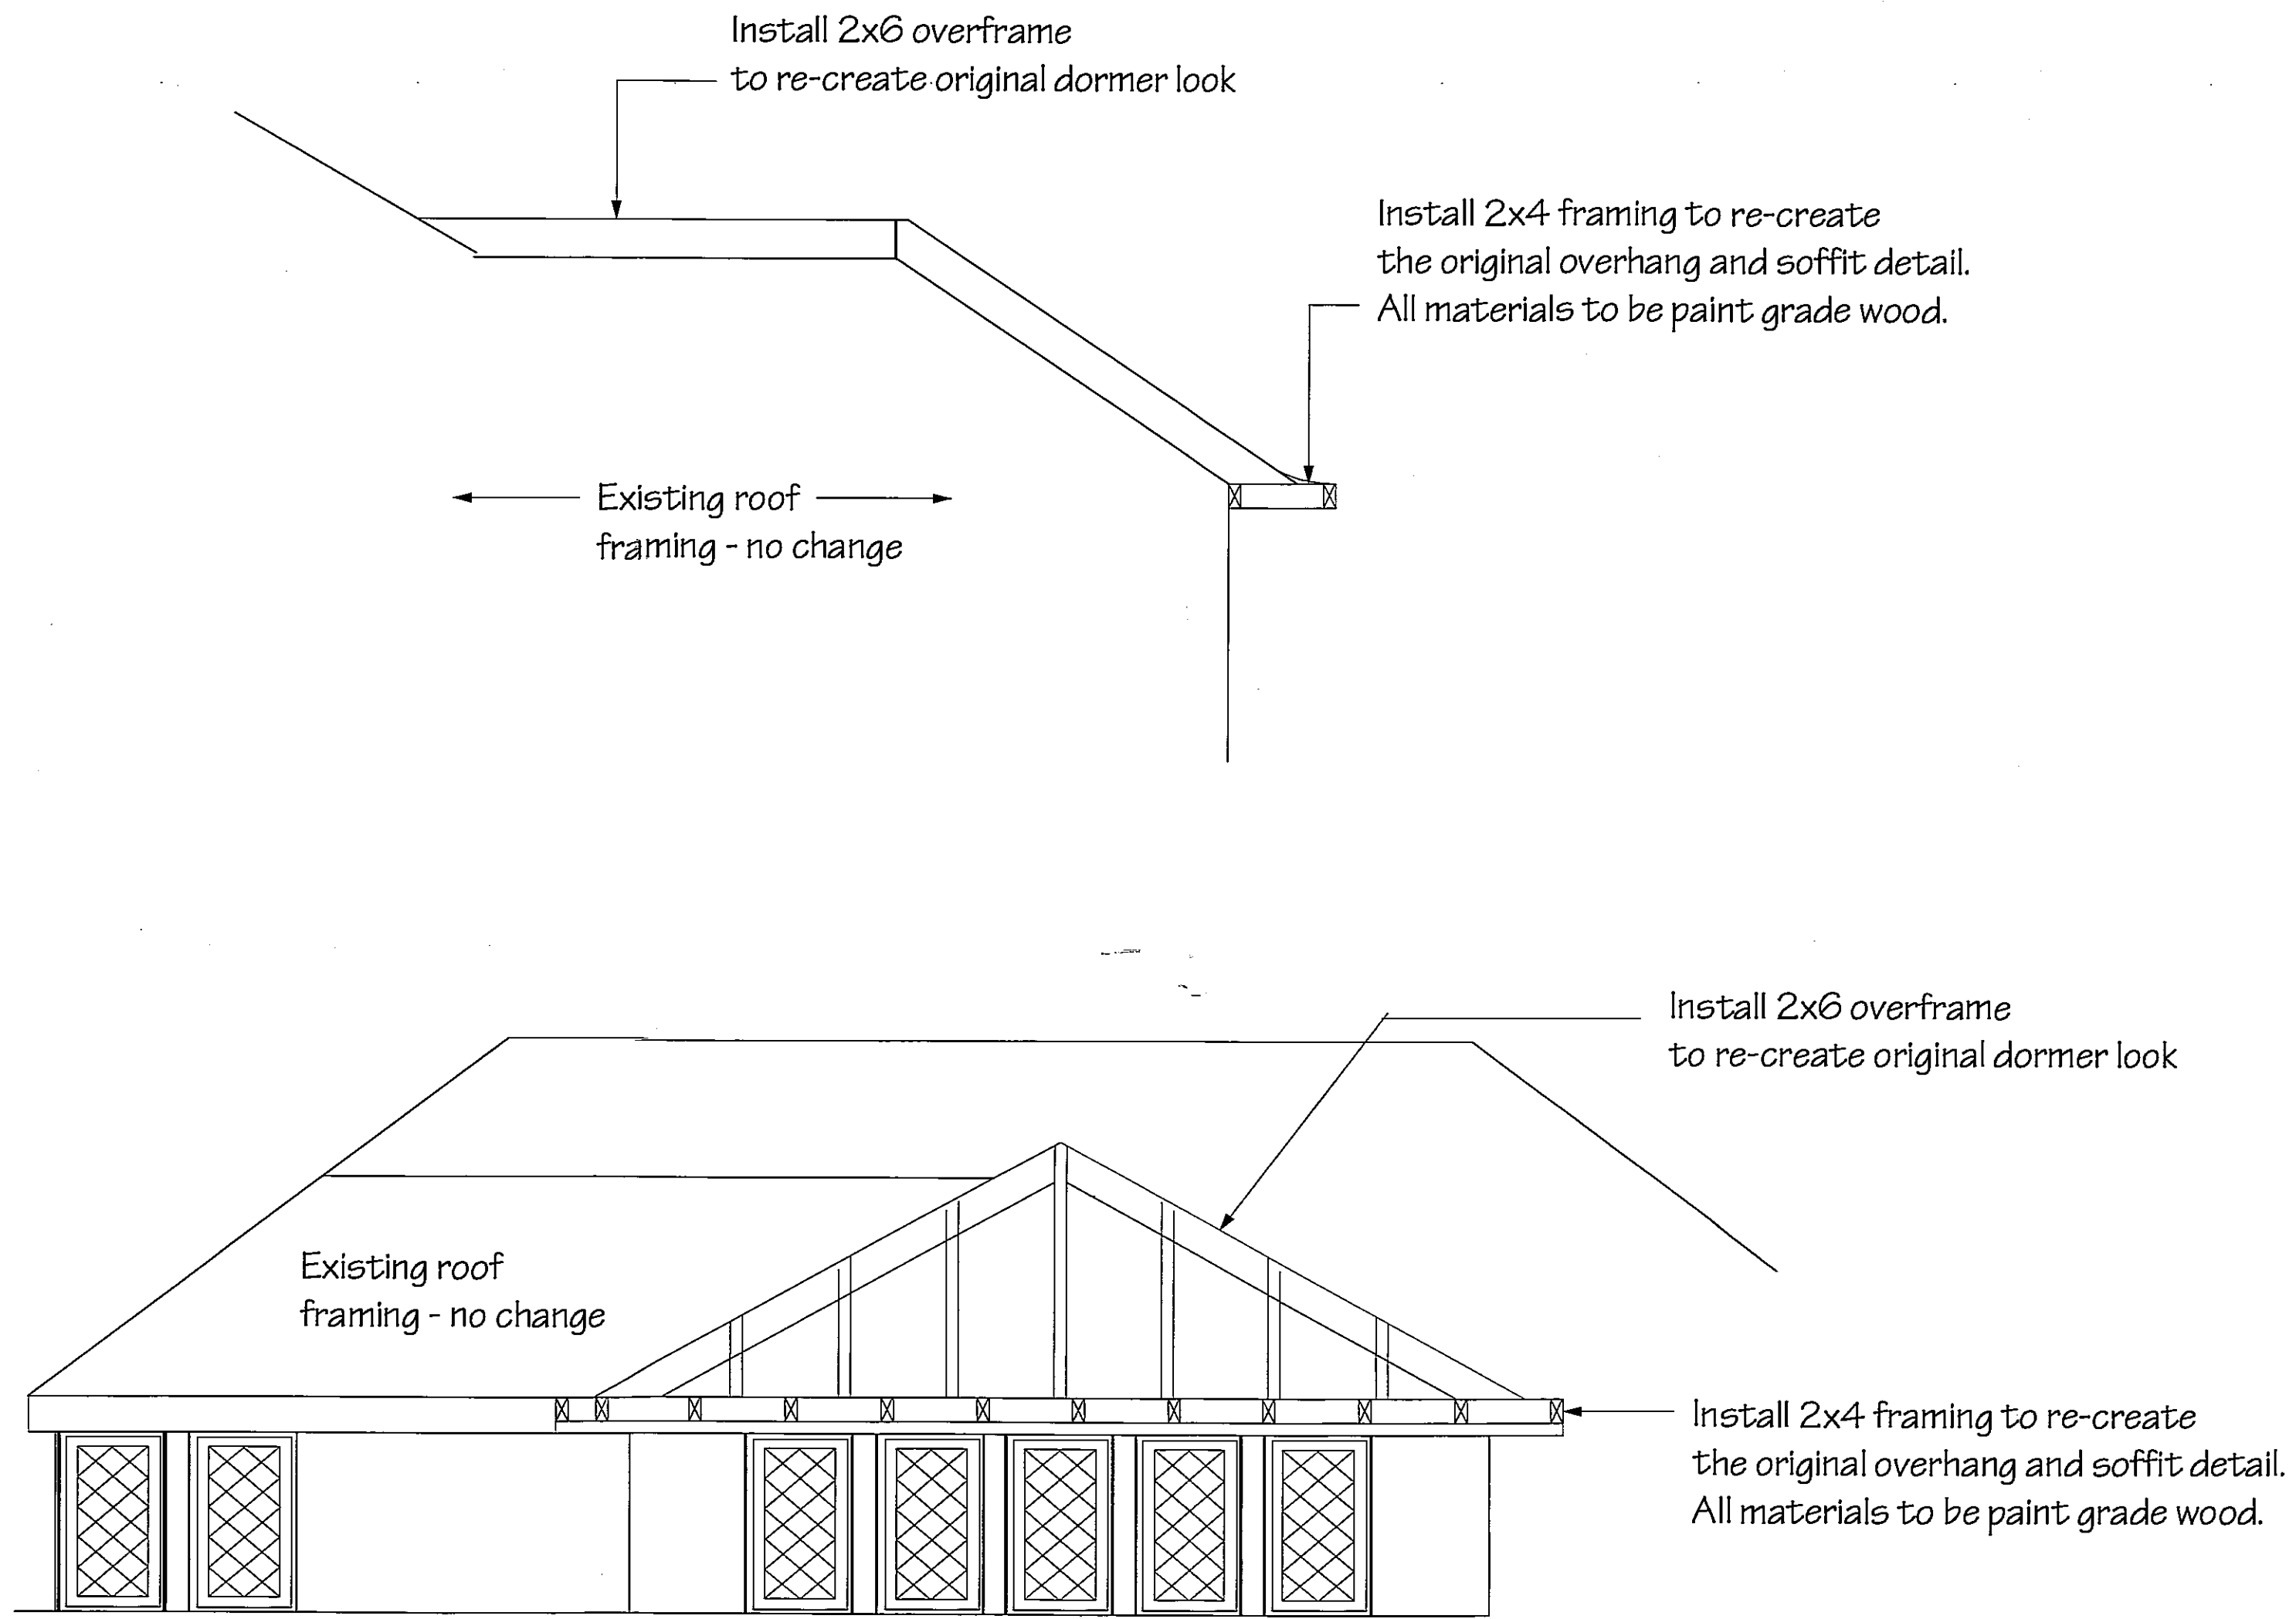 Install 2x6 overframe
to re-create original dormer look
Install 2x4 framing to re-create
the original overhang and soffit detail.
All materials to be paint grade wood.
Existing roof
framing - no change
Install 2x6 overframe
to re-create original dormer look
Existing roof
framing - no change
Install 2x4 framing to re-create
the original overhang and soffit detail.
All materials to be paint grade wood.